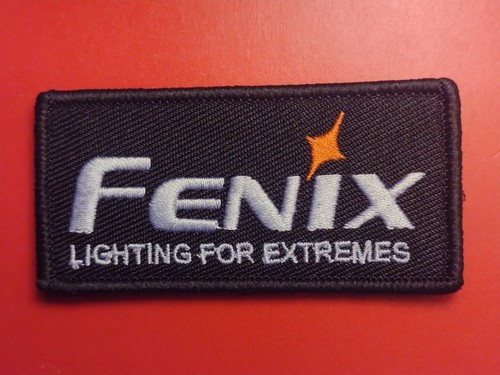 FENIX
LIGHTING FOR EXTREMES